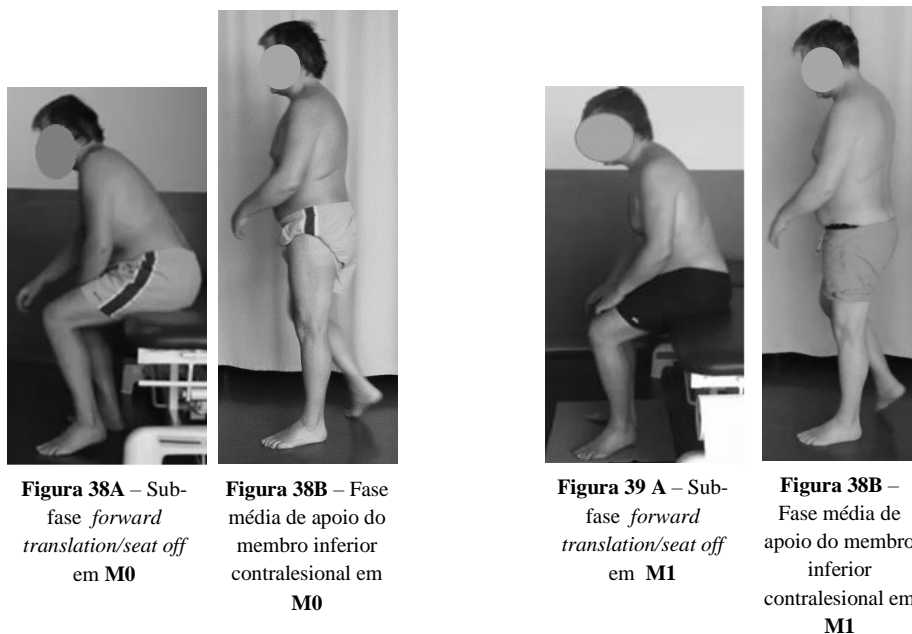 Figura 38A – Sub-
fase forward
translation/seat off
em M0
Figura 38B – Fase
média de apoio do
membro inferior
contralesional em
M0
Figura 39 A – Sub-
fase forward
translation/seat off
em M1
Figura 38B –
Fase média de
apoio do membro
inferior
contralesional em
M1